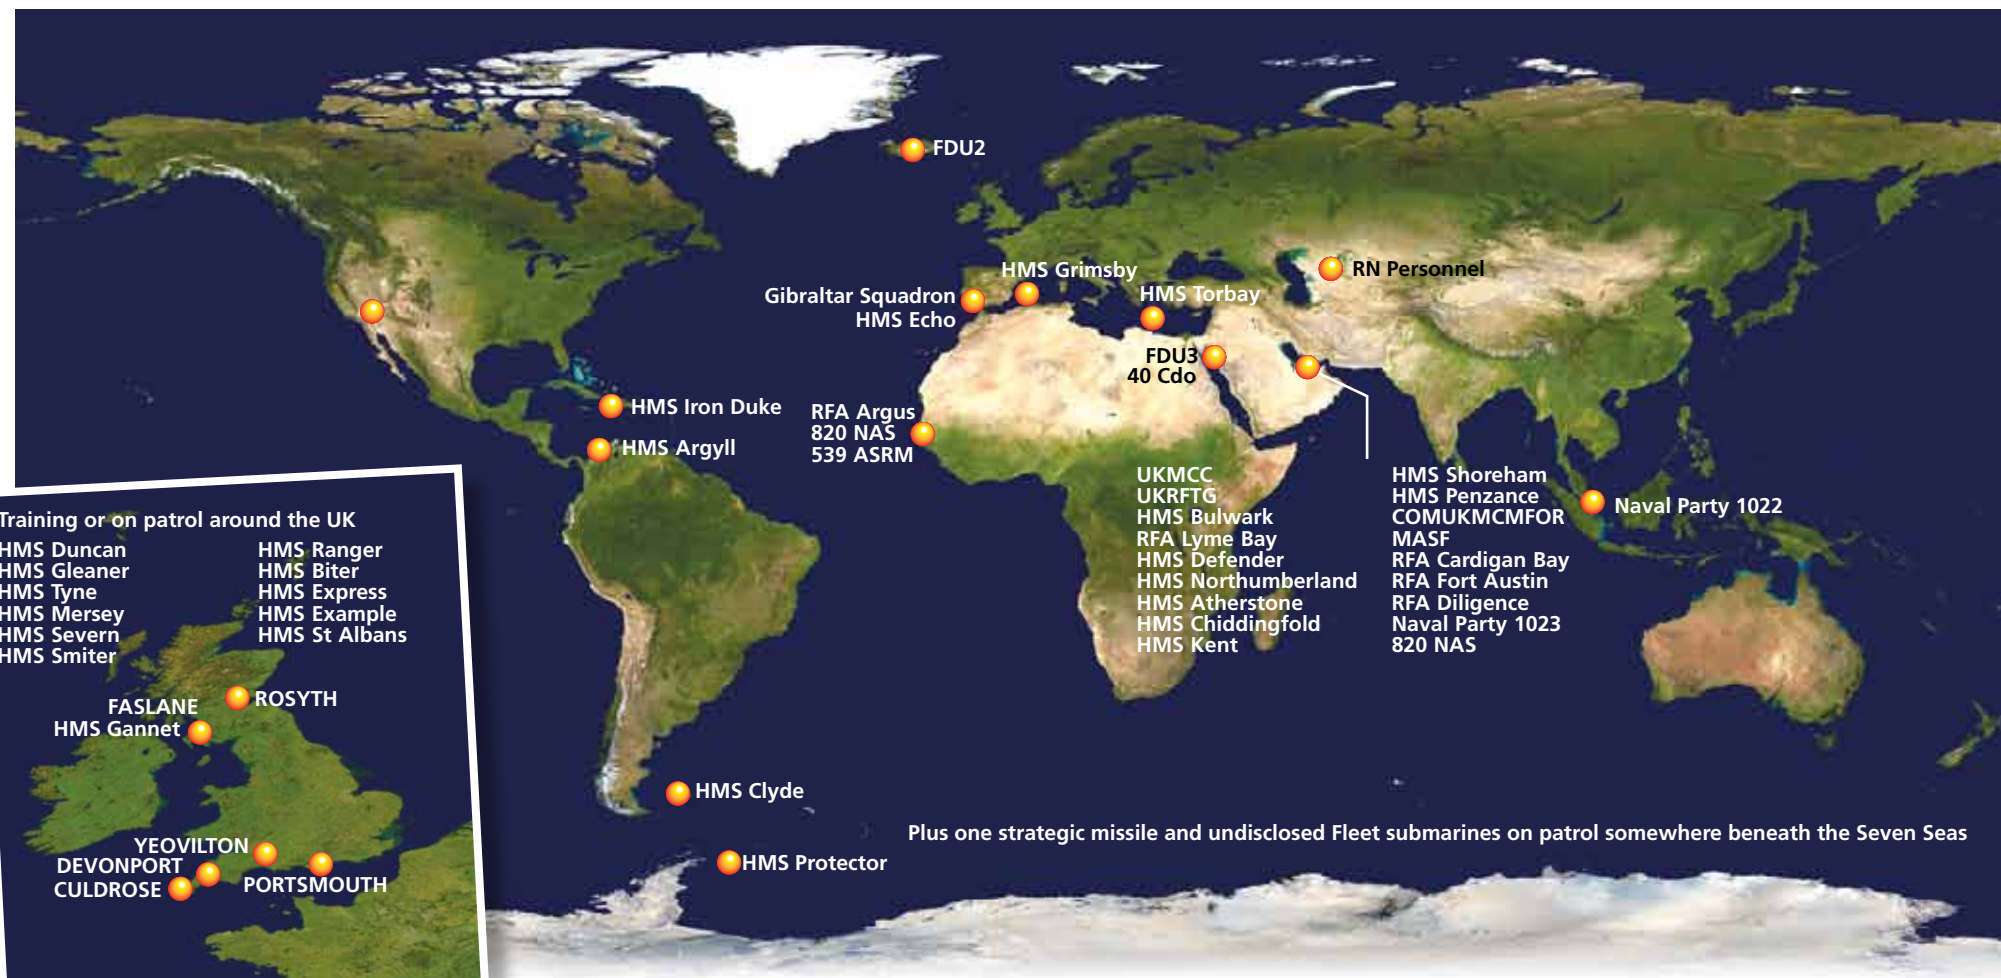 FDU2
HMS Grimsby
RN Personnel
Gibraltar Squadron
HMS Echo
HMS Torbay
FDU3
40 Cdo
HMS Iron Duke
HMS Argyll
RFA Argus
820 NAS
539 ASRM
UKMCC
UKRFTG
HMS Bulwark
RFA Lyme Bay
HMS Defender
HMS Northumberland
HMS Atherstone
HMS Chiddingfold
HMS Kent
HMS Shoreham
HMS Penzance
COMUKMCMFOR
MASF
RFA Cardigan Bay
RFA Fort Austin
RFA Diligence
Naval Party 1023
820 NAS
Naval Party 1022
Training or on patrol around the UK
HMS Duncan
HMS Gleaner
HMS Tyne
HMS Mersey
HMS Severn
HMS Smiter
HMS Ranger
HMS Biter
HMS Express
HMS Example
HMS St Albans
ROSYTH
FASLANE
HMS Gannet
YEOVILTON
DEVONPORT
CULDROSE
PORTSMOUTH
HMS Clyde
HMS Protector
Plus one strategic missile and undisclosed Fleet submarines on patrol somewhere beneath the Seven Seas